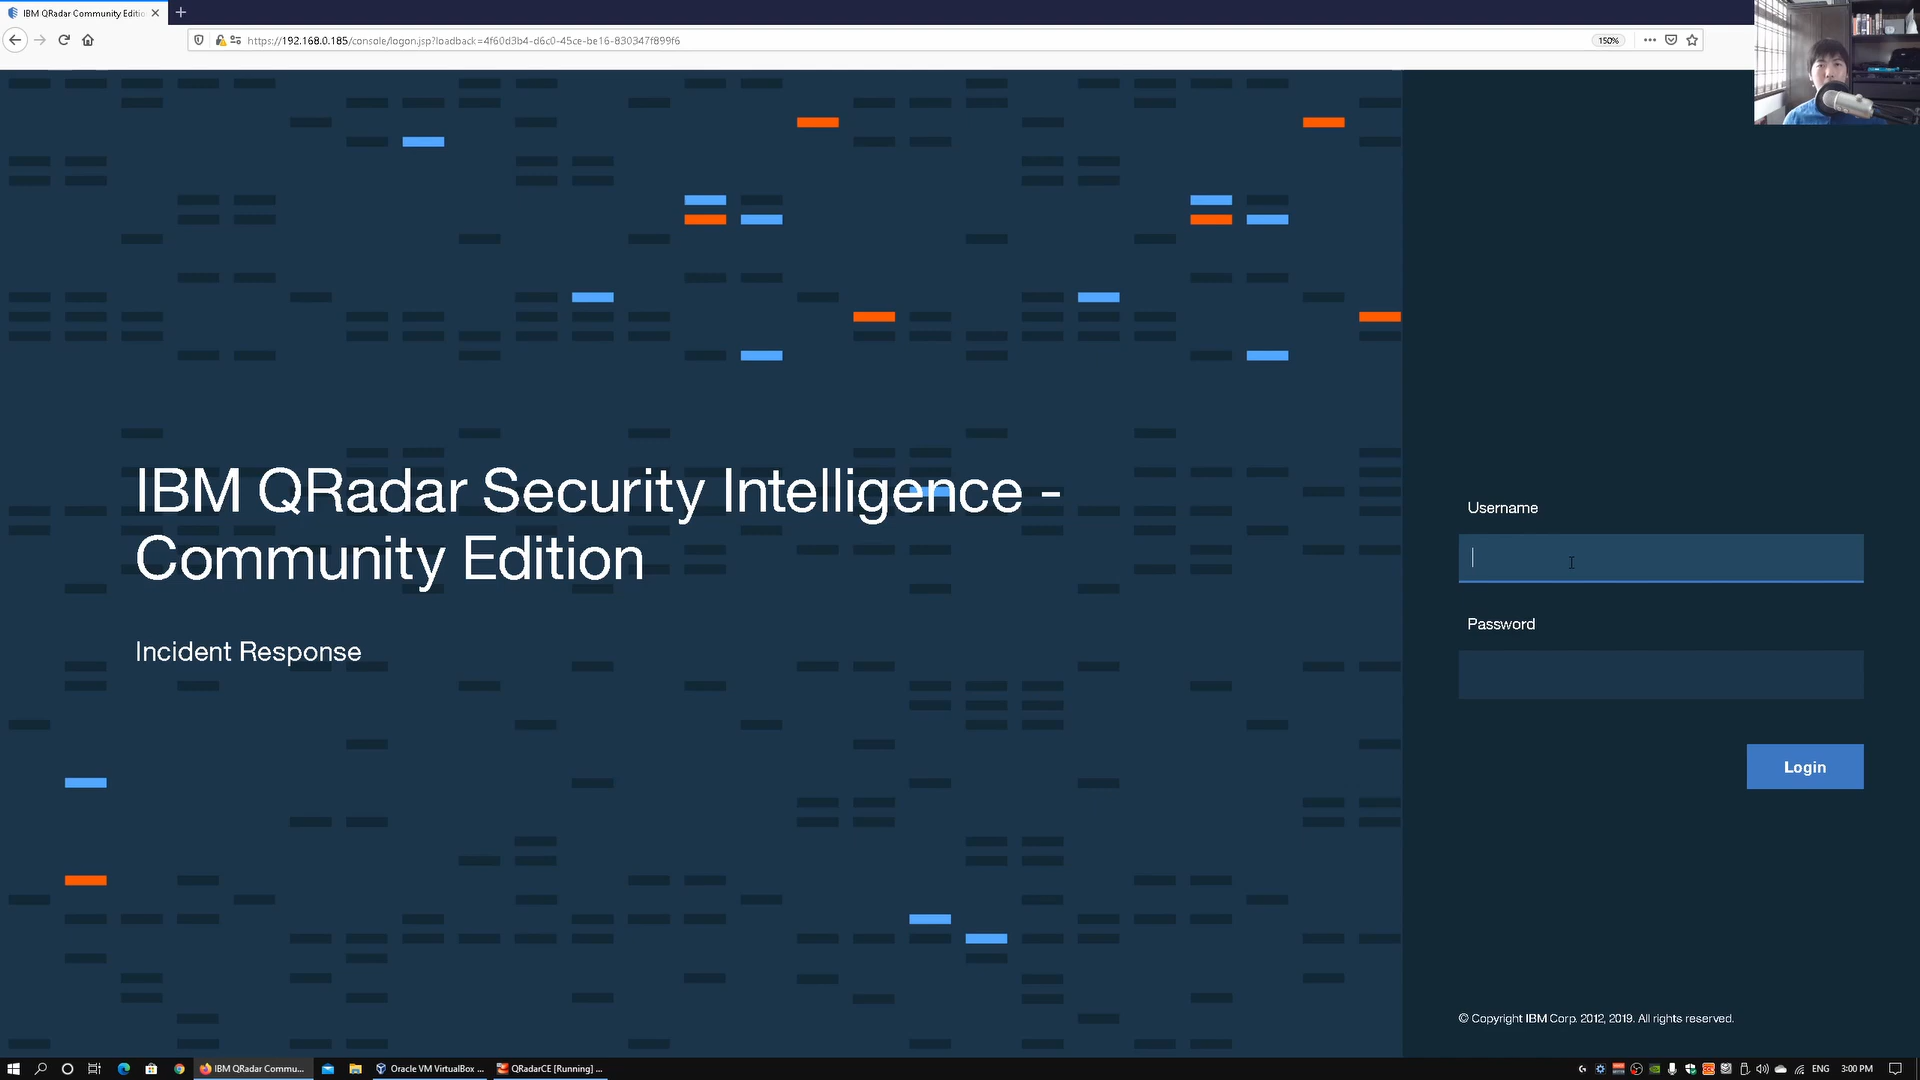 IBM QRadar Community Editio
https://192.168.0.185/console/logon.jsp?loadback=4f60d3b4-d6c0-45ce-be16-830347f899f6
150%
IBM QRadar Security Intelligence -
Community Edition
Incident Response
Username
Password
Login
© Copyright IBM Corp. 2012, 2019. All rights reserved.
IBM QRadar Commu...
Oracle VM VirtualBox ...
QRadarCE [Running] ...
ENG
3:00 PM